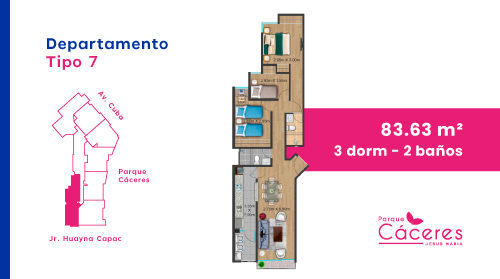 Departamento
Tipo 7
Av. Cuba
Parque
Cáceres
Jr. Huayna Capac
83.63 m²
3 dorm - 2 baños
Parque
Cáceres
JESUS MARIA